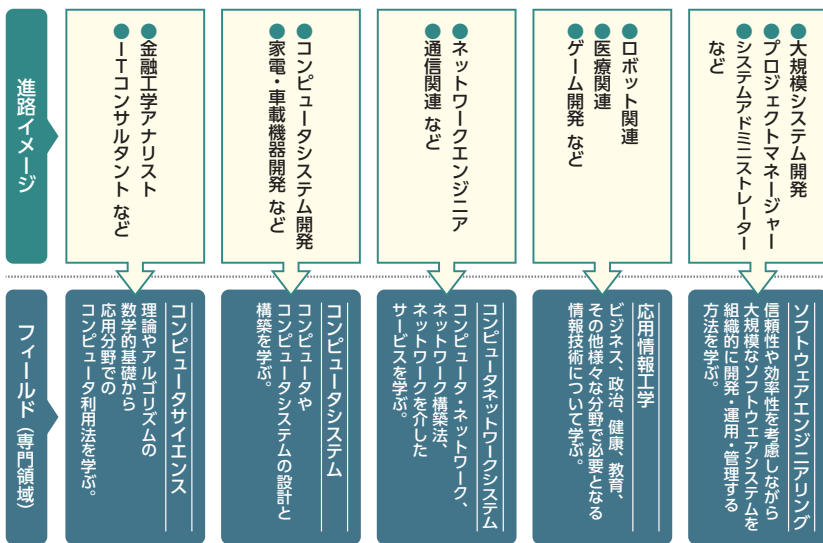 進路イメージ
●金融工学アナリスト
●ITコンサルタント など
●コンピュータシステム開発
●家電・車載機器開発 など
●ネットワークエンジニア
●通信関連 など
●ロボット関連
●医療関連
●ゲーム開発 など
●大規模システム開発
●プロジェクトマネージャー
●システムアドミニストレーター
など
フィールド(専門領域)
コンピュータサイエンス
理論やアルゴリズムの
数学的基礎から
応用分野での
コンピュータ利用法を学ぶ。
コンピュータシステム
コンピュータや
コンピュータシステムの設計と
構築を学ぶ。
コンピュータネットワークシステム
コンピュータ・ネットワーク、
ネットワーク構築法、
ネットワークを介した
サービスを学ぶ。
応用情報工学
ビジネス、政治、健康、教育、
その他様々な分野で必要となる
情報技術について学ぶ。
ソフトウェアエンジニアリング
信頼性や効率性を考慮しながら
大規模なソフトウェアシステムを
組織的に開発・運用・管理する
方法を学ぶ。